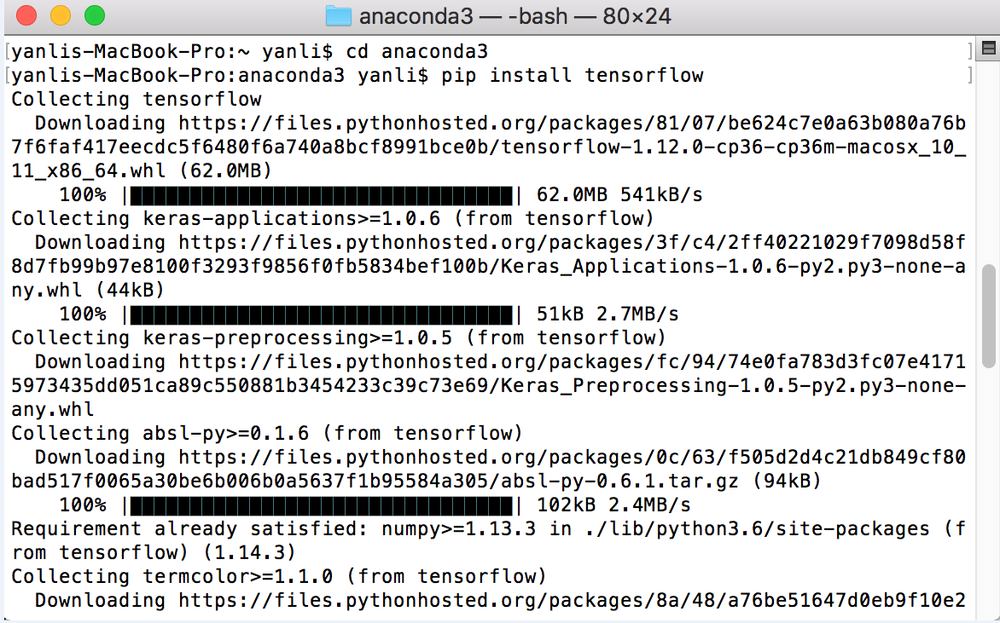 anaconda3 — -bash — 80×24
[yanlis-MacBook-Pro:~ yanli$ cd anaconda3 ]
[yanlis-MacBook-Pro:anaconda3 yanli$ pip install tensorflow ]
Collecting tensorflow
  Downloading https://files.pythonhosted.org/packages/81/07/be624c7e0a63b080a76b
7f6faf417eecdc5f6480f6a740a8bcf8991bce0b/tensorflow-1.12.0-cp36-cp36m-macosx_10_
11_x86_64.whl (62.0MB)
    100% |████████████████████████████████| 62.0MB 541kB/s
Collecting keras-applications>=1.0.6 (from tensorflow)
  Downloading https://files.pythonhosted.org/packages/3f/c4/2ff40221029f7098d58f
8d7fb99b97e8100f3293f9856f0fb5834bef100b/Keras_Applications-1.0.6-py2.py3-none-a
ny.whl (44kB)
    100% |████████████████████████████████| 51kB 2.7MB/s
Collecting keras-preprocessing>=1.0.5 (from tensorflow)
  Downloading https://files.pythonhosted.org/packages/fc/94/74e0fa783d3fc07e4171
5973435dd051ca89c550881b3454233c39c73e69/Keras_Preprocessing-1.0.5-py2.py3-none-
any.whl
Collecting absl-py>=0.1.6 (from tensorflow)
  Downloading https://files.pythonhosted.org/packages/0c/63/f505d2d4c21db849cf80
bad517f0065a30be6b006b0a5637f1b95584a305/absl-py-0.6.1.tar.gz (94kB)
    100% |████████████████████████████████| 102kB 2.4MB/s
Requirement already satisfied: numpy>=1.13.3 in ./lib/python3.6/site-packages (f
rom tensorflow) (1.14.3)
Collecting termcolor>=1.1.0 (from tensorflow)
  Downloading https://files.pythonhosted.org/packages/8a/48/a76be51647d0eb9f10e2